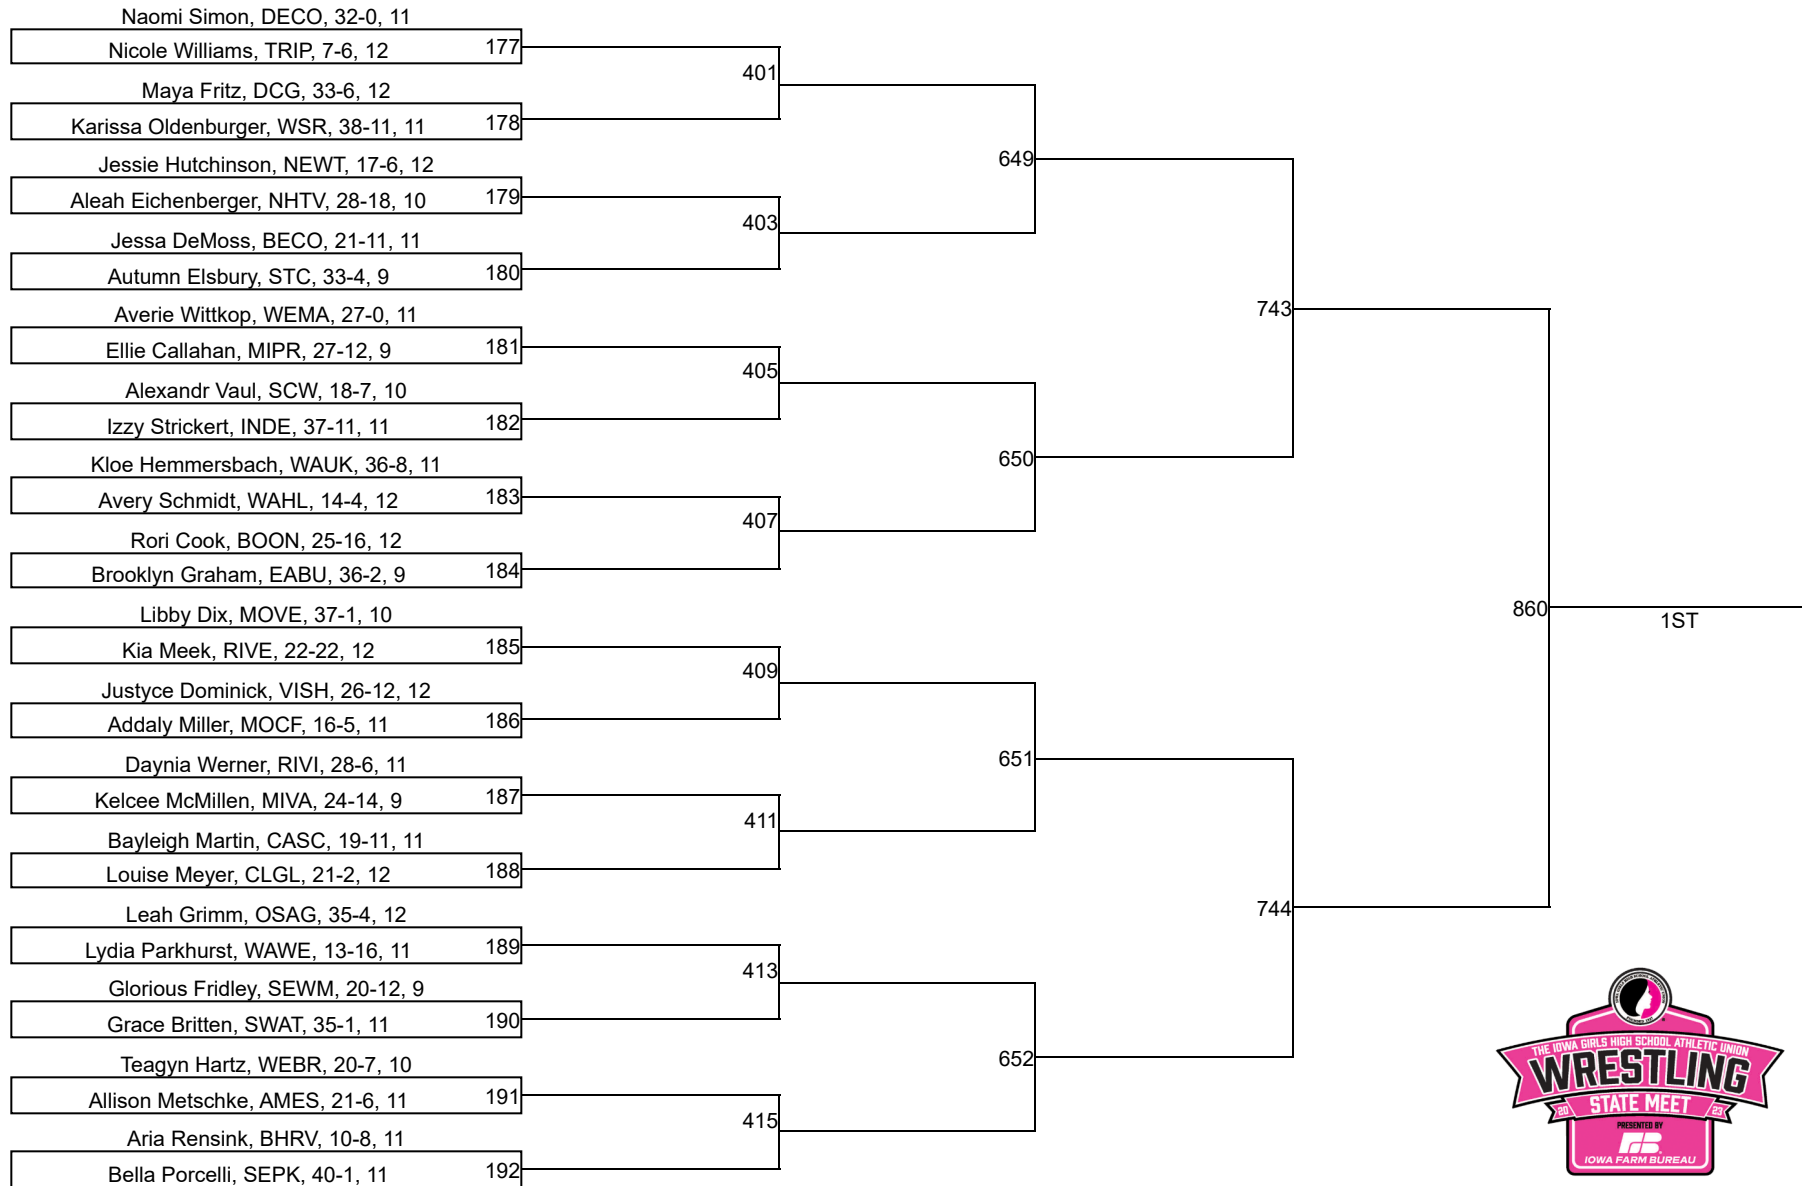 Naomi Simon, DECO, 32-0, 11
Nicole Williams, TRIP, 7-6, 12 177
401
Maya Fritz, DCG, 33-6, 12
Karissa Oldenburger, WSR, 38-11, 11 178
Jessie Hutchinson, NEWT, 17-6, 12
649
Aleah Eichenberger, NHTV, 28-18, 10 179
403
Jessa DeMoss, BECO, 21-11, 11
Autumn Elsbury, STC, 33-4, 9 180
Averie Wittkop, WEMA, 27-0, 11
743
Ellie Callahan, MIPR, 27-12, 9 181
405
Alexandr Vaul, SCW, 18-7, 10
Izzy Strickert, INDE, 37-11, 11 182
Kloe Hemmersbach, WAUK, 36-8, 11
650
Avery Schmidt, WAHL, 14-4, 12 183
407
Rori Cook, BOON, 25-16, 12
Brooklyn Graham, EABU, 36-2, 9 184
Libby Dix, MOVE, 37-1, 10
860
1ST
Kia Meek, RIVE, 22-22, 12 185
409
Justyce Dominick, VISH, 26-12, 12
Addaly Miller, MOCF, 16-5, 11 186
Daynia Werner, RIVI, 28-6, 11
651
Kelcee McMillen, MIVA, 24-14, 9 187
411
Bayleigh Martin, CASC, 19-11, 11
Louise Meyer, CLGL, 21-2, 12 188
Leah Grimm, OSAG, 35-4, 12
744
Lydia Parkhurst, WAWE, 13-16, 11 189
413
Glorious Fridley, SEWM, 20-12, 9
Grace Britten, SWAT, 35-1, 11 190
Teagyn Hartz, WEBR, 20-7, 10
652
Allison Metschke, AMES, 21-6, 11 191
415
Aria Rensink, BHRV, 10-8, 11
Bella Porcelli, SEPK, 40-1, 11 192
THE IOWA GIRLS HIGH SCHOOL ATHLETIC UNION
WRESTLING
20 STATE MEET 23
PRESENTED BY
FB
IOWA FARM BUREAU